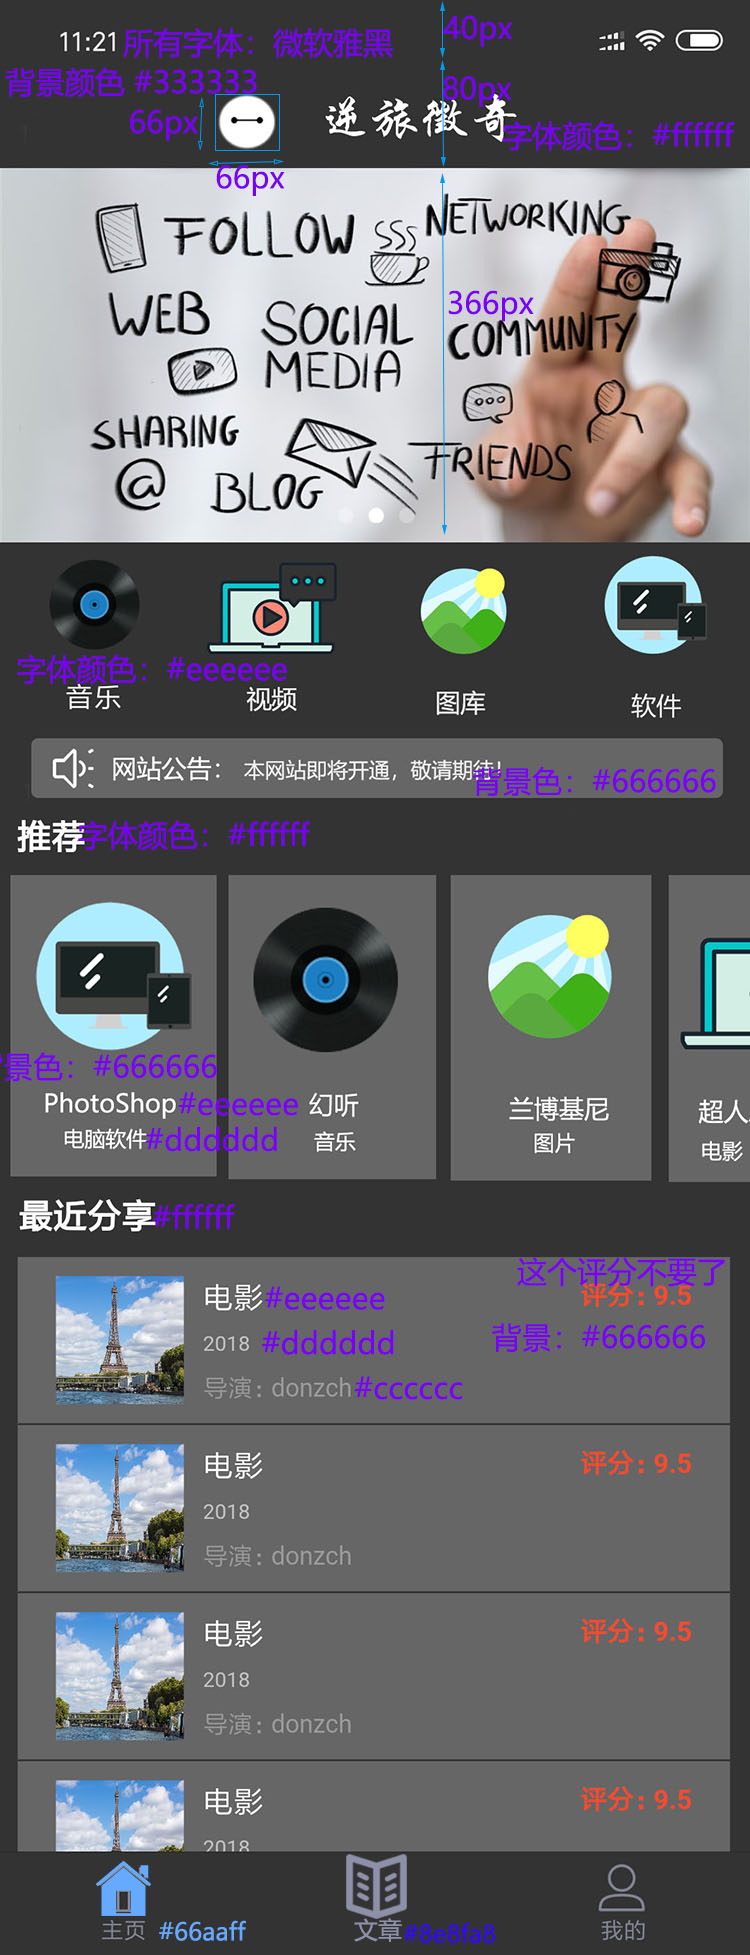 11:21 所有字体：微软雅黑 40px
背景颜色 #333333 80px
66px 逆旅徵奇 字体颜色：#ffffff
66px
FOLLOW NETWORKING
366px
WEB SOCIAL MEDIA COMMUNITY
SHARING FRIENDS
@ BLOG
字体颜色：#eeeeee
音乐 视频 图库 软件
网站公告： 本网站即将开通，敬请期待！
背景色：#666666
推荐 字体颜色：#ffffff
背景色：#666666
PhotoShop #eeeeee 幻听 兰博基尼 超人
电脑软件 #dddddd 音乐 图片 电影
最近分享 #ffffff
这个评分不要了
电影 #eeeeee 评分：9.5
2018 #dddddd 背景：#666666
导演：donzch #cccccc
电影 评分：9.5
2018
导演：donzch
电影 评分：9.5
2018
导演：donzch
电影 评分：9.5
2018
主页 #66aaff 文章 #8e8fa8 我的